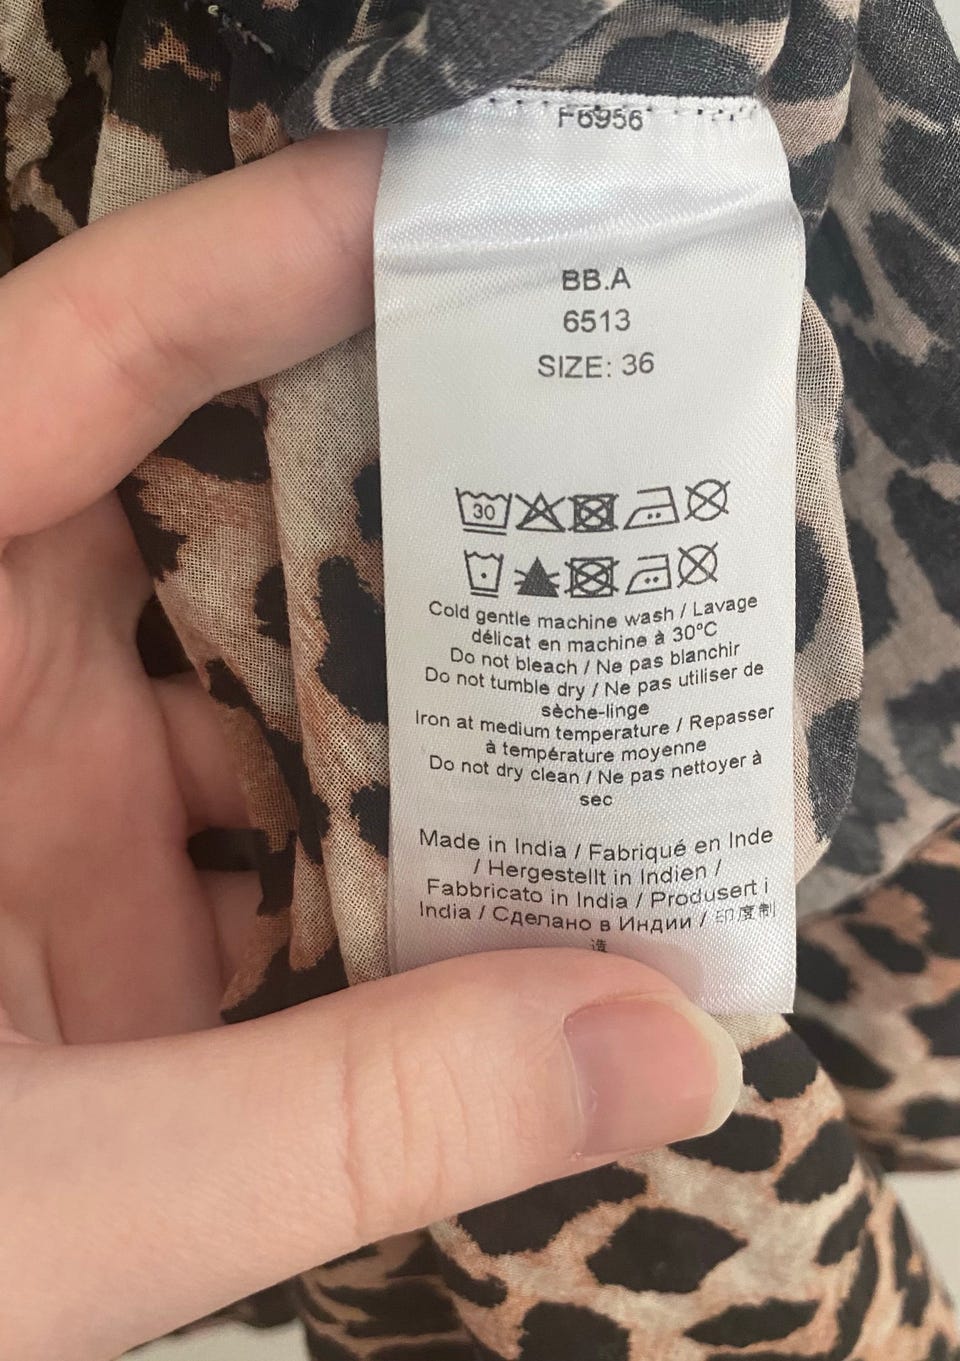 F6956
BB.A
6513
SIZE: 36
30
Cold gentle machine wash / Lavage
délicat en machine à 30°C
Do not bleach / Ne pas blanchir
Do not tumble dry / Ne pas utiliser de
sèche-linge
Iron at medium temperature / Repasser
à température moyenne
Do not dry clean / Ne pas nettoyer à
sec
Made in India / Fabriqué en Inde
/ Hergestellt in Indien /
Fabbricato in India / Produsert i
India / Сделано в Индии / 印度制
造